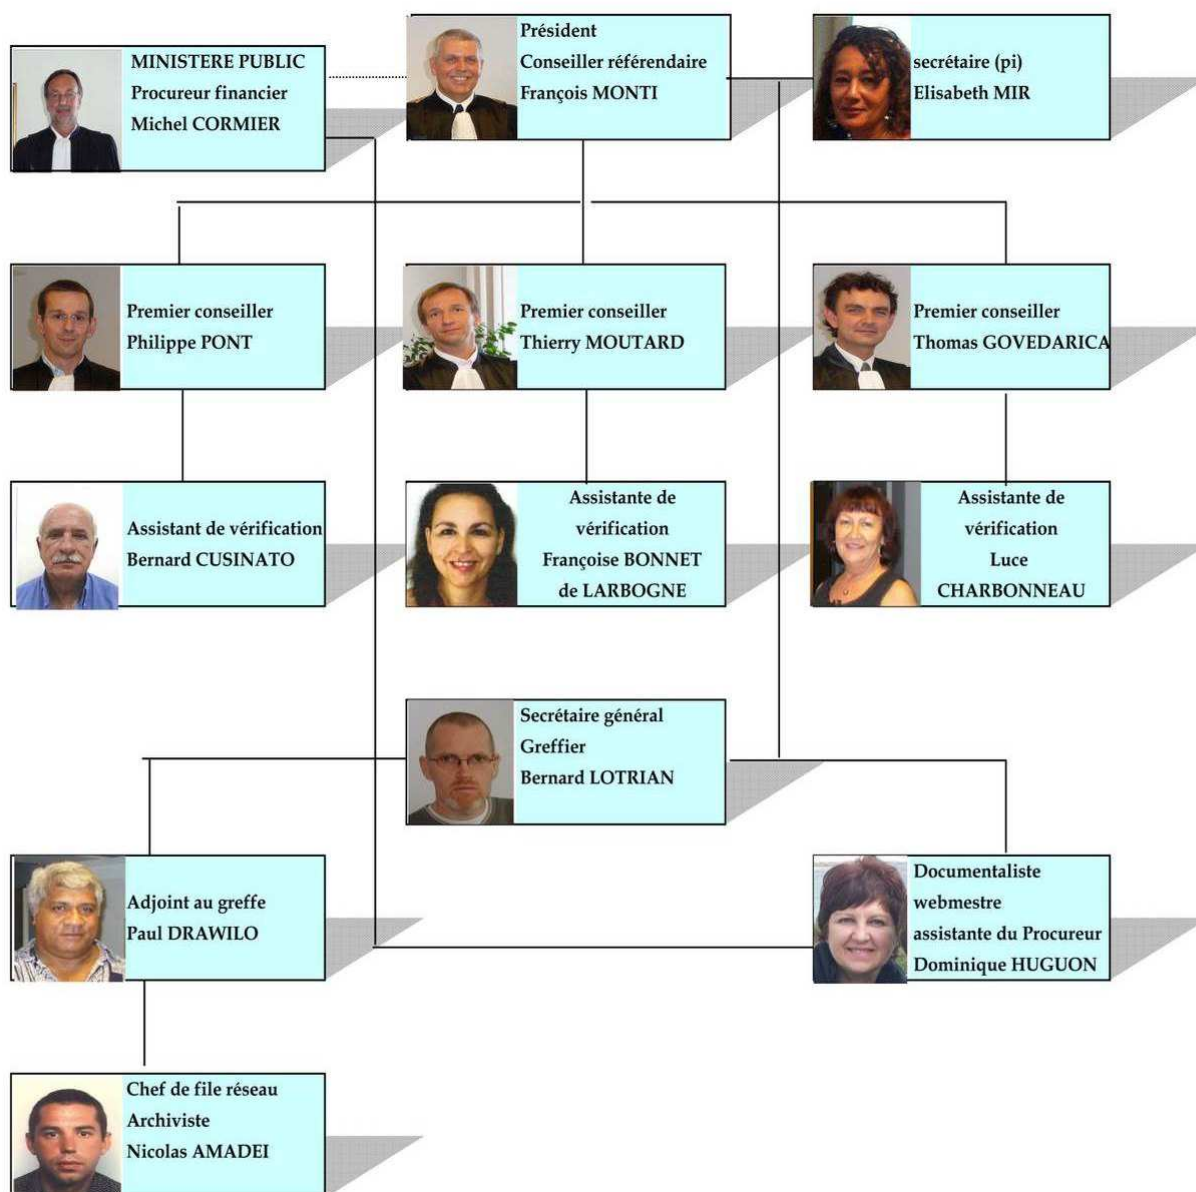 MINISTERE PUBLIC
Procureur financier
Michel CORMIER
Président
Conseiller référendaire
François MONTI
secrétaire (pi)
Elisabeth MIR
Premier conseiller
Philippe PONT
Premier conseiller
Thierry MOUTARD
Premier conseiller
Thomas GOVEDARICA
Assistant de vérification
Bernard CUSINATO
Assistante de
vérification
Françoise BONNET
de LARBOGNE
Assistante de
vérification
Luce
CHARBONNEAU
Secrétaire général
Greffier
Bernard LOTRIAN
Adjoint au greffe
Paul DRAWILO
Documentaliste
webmestre
assistante du Procureur
Dominique HUGUON
Chef de file réseau
Archiviste
Nicolas AMADEI